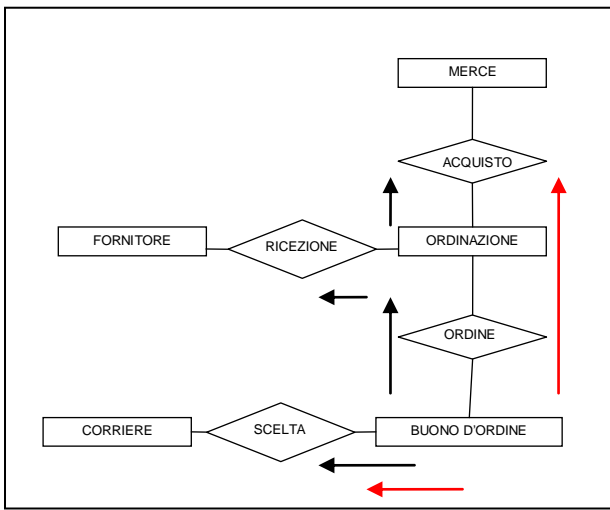 MERCE
ACQUISTO
FORNITORE
RICEZIONE
ORDINAZIONE
ORDINE
CORRIERE
SCELTA
BUONO D'ORDINE